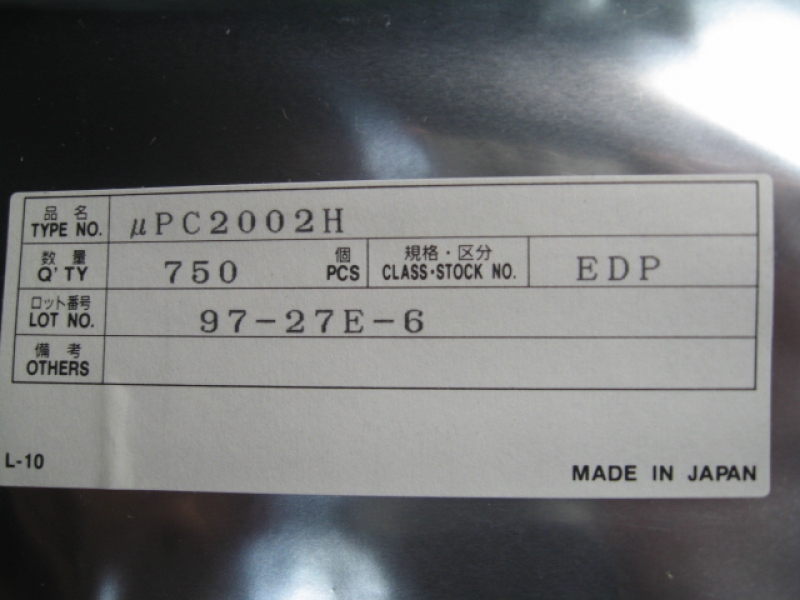 品名
TYPE NO. μPC2002H
数量 個 規格・区分
Q'TY 750 PCS CLASS・STOCK NO. EDP
ロット番号
LOT NO. 97-27E-6
備考
OTHERS
L-10 MADE IN JAPAN